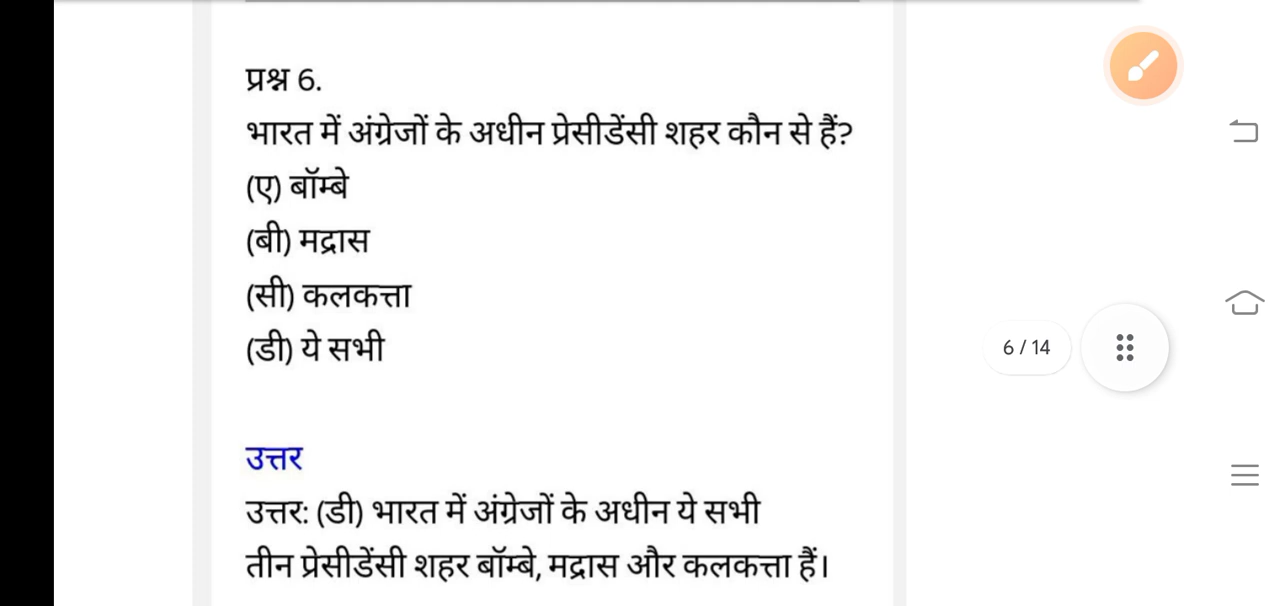 प्रश्न 6.
भारत में अंग्रेजों के अधीन प्रेसीडेंसी शहर कौन से हैं?
(ए) बॉम्बे
(बी) मद्रास
(सी) कलकत्ता
(डी) ये सभी
6 / 14
उत्तर
उत्तर: (डी) भारत में अंग्रेजों के अधीन ये सभी
तीन प्रेसीडेंसी शहर बॉम्बे, मद्रास और कलकत्ता हैं।